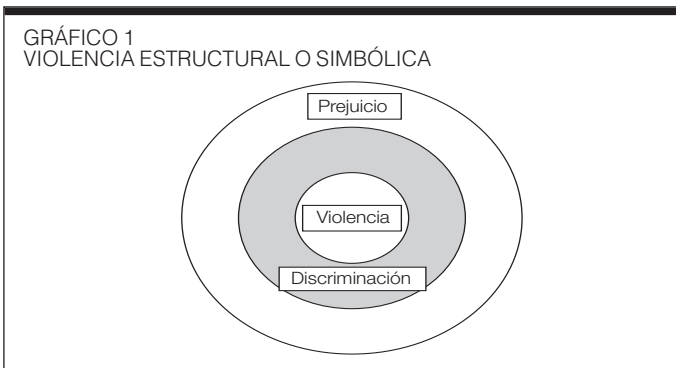 GRÁFICO 1
VIOLENCIA ESTRUCTURAL O SIMBÓLICA
Prejuicio
Violencia
Discriminación